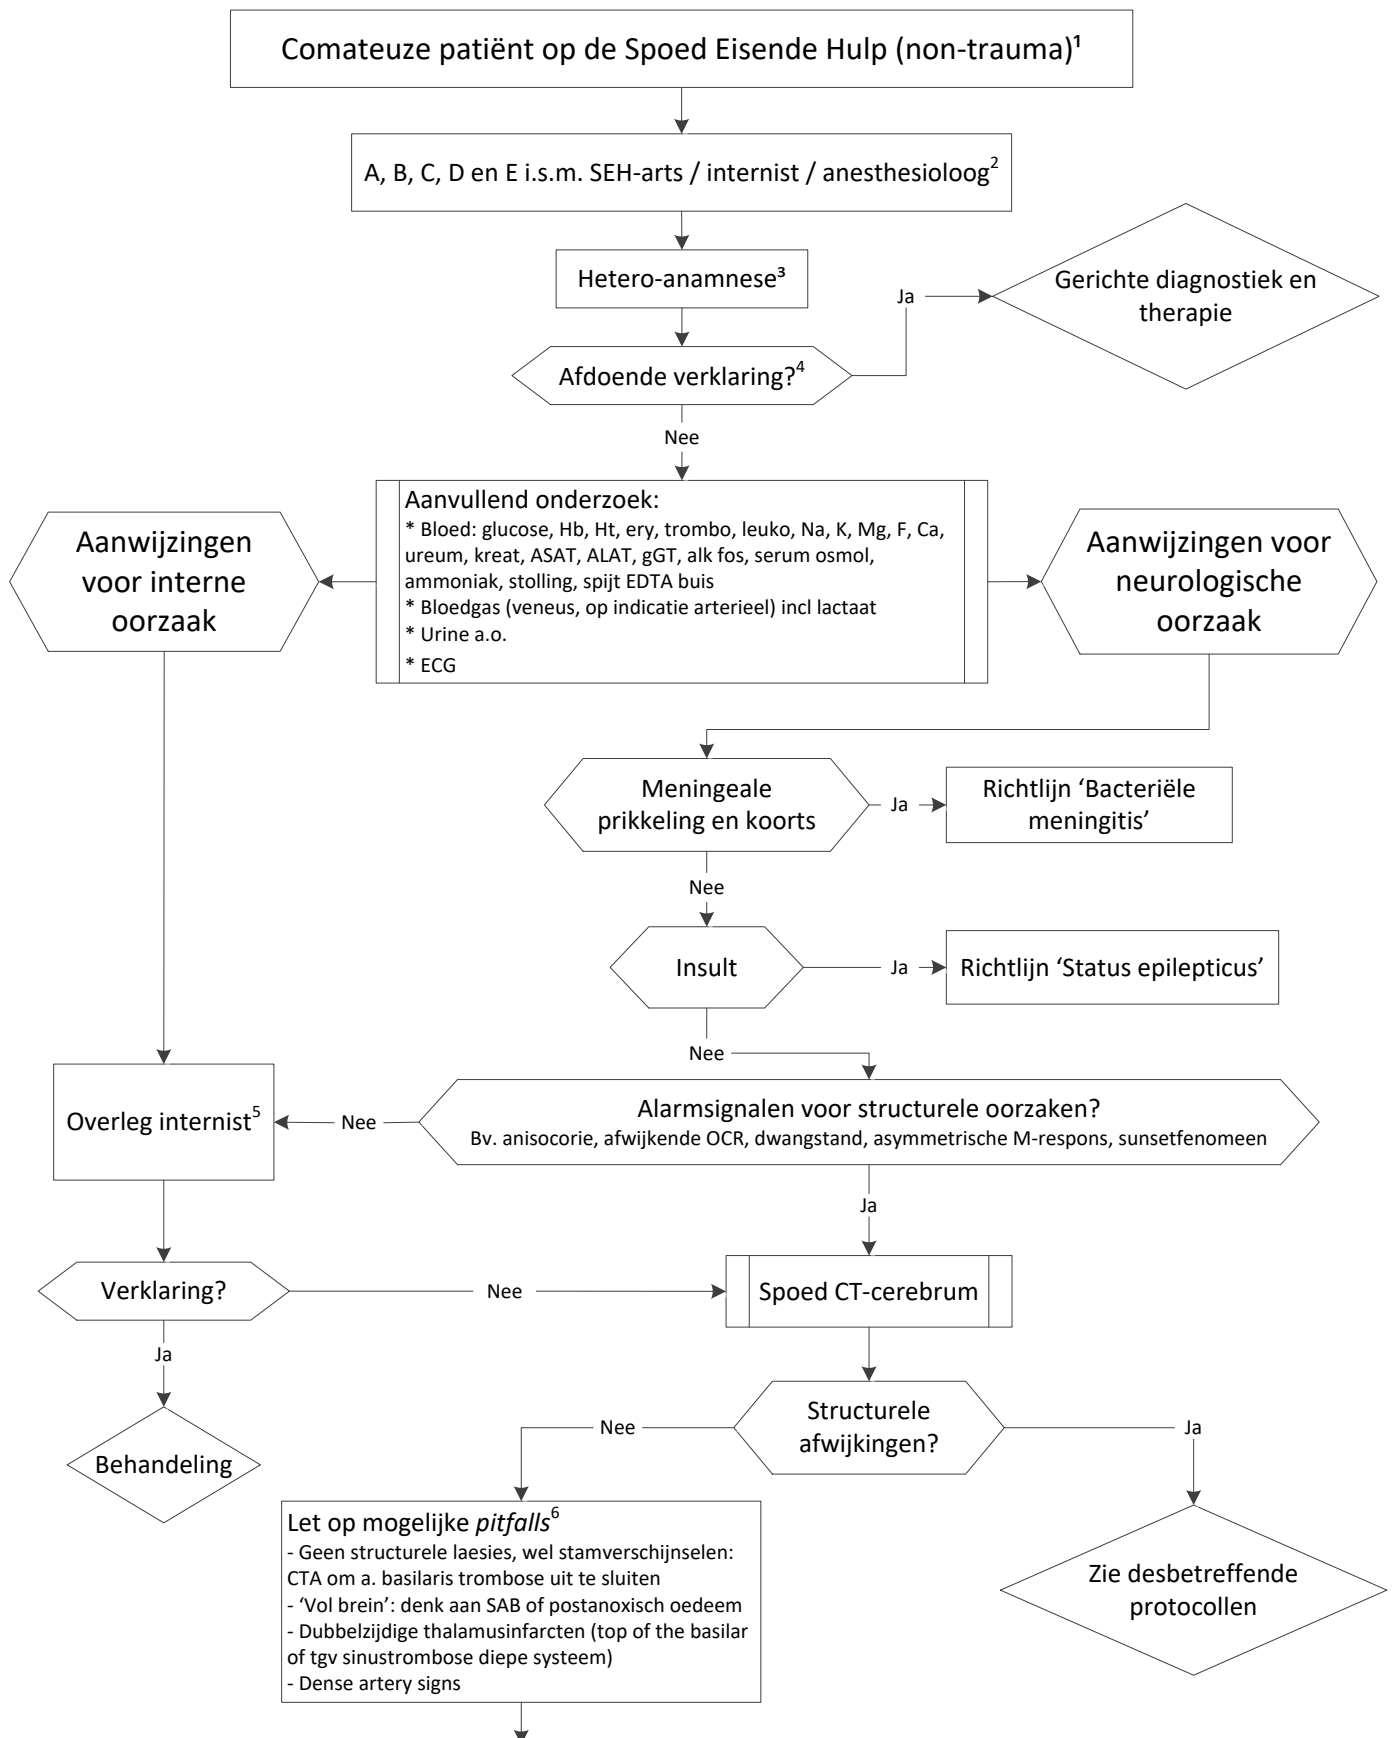 Comateuze patiënt op de Spoed Eisende Hulp (non-trauma)¹
A, B, C, D en E i.s.m. SEH-arts / internist / anesthesioloog²
Hetero-anamnese³
Ja
Gerichte diagnostiek en
therapie
Afdoende verklaring?⁴
Nee
Aanwijzingen
voor interne
oorzaak
Aanvullend onderzoek:
* Bloed: glucose, Hb, Ht, ery, trombo, leuko, Na, K, Mg, F, Ca,
ureum, kreat, ASAT, ALAT, gGT, alk fos, serum osmol,
ammoniak, stolling, spijt EDTA buis
* Bloedgas (veneus, op indicatie arterieel) incl lactaat
* Urine a.o.
* ECG
Aanwijzingen voor
neurologische
oorzaak
Meningeale
prikkeling en koorts
Ja
Richtlijn ‘Bacteriële
meningitis’
Nee
Insult
Ja
Richtlijn ‘Status epilepticus’
Nee
Overleg internist⁵
Nee
Alarmsignalen voor structurele oorzaken?
Bv. anisocorie, afwijkende OCR, dwangstand, asymmetrische M-respons, sunsetfenomeen
Ja
Verklaring?
Nee
Spoed CT-cerebrum
Ja
Behandeling
Structurele
afwijkingen?
Nee
Ja
Let op mogelijke pitfalls⁶
- Geen structurele laesies, wel stamverschijnselen:
CTA om a. basilaris trombose uit te sluiten
- ‘Vol brein’: denk aan SAB of postanoxisch oedeem
- Dubbelzijdige thalamusinfarcten (top of the basilar
of tgv sinustrombose diepe systeem)
- Dense artery signs
Zie desbetreffende
protocollen